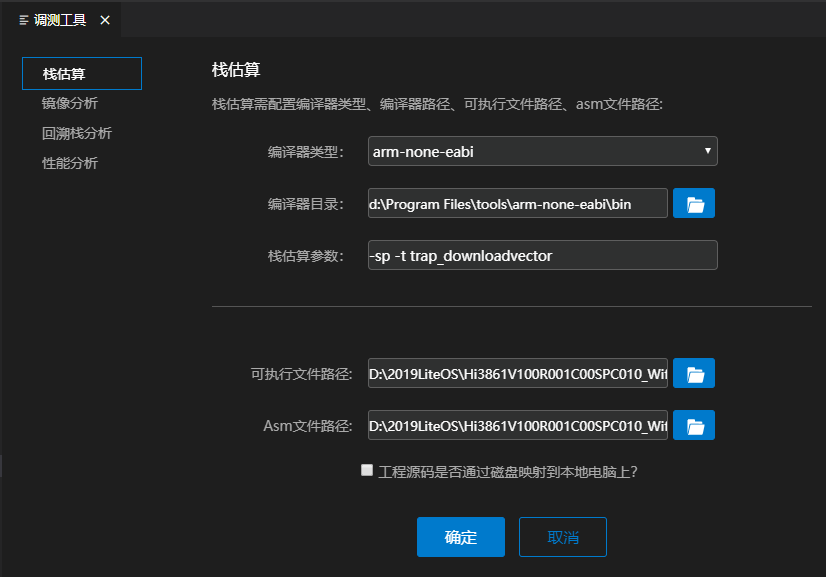 调测工具
栈估算
镜像分析
回溯栈分析
性能分析
栈估算
栈估算需配置编译器类型、编译器路径、可执行文件路径、asm文件路径:
编译器类型: arm-none-eabi
编译器目录: d:\Program Files\tools\arm-none-eabi\bin
栈估算参数: -sp -t trap_downloadvector
可执行文件路径: D:\2019LiteOS\Hi3861V100R001C00SPC010_Wif
Asm文件路径: D:\2019LiteOS\Hi3861V100R001C00SPC010_Wif
工程源码是否通过磁盘映射到本地电脑上?
确定 取消